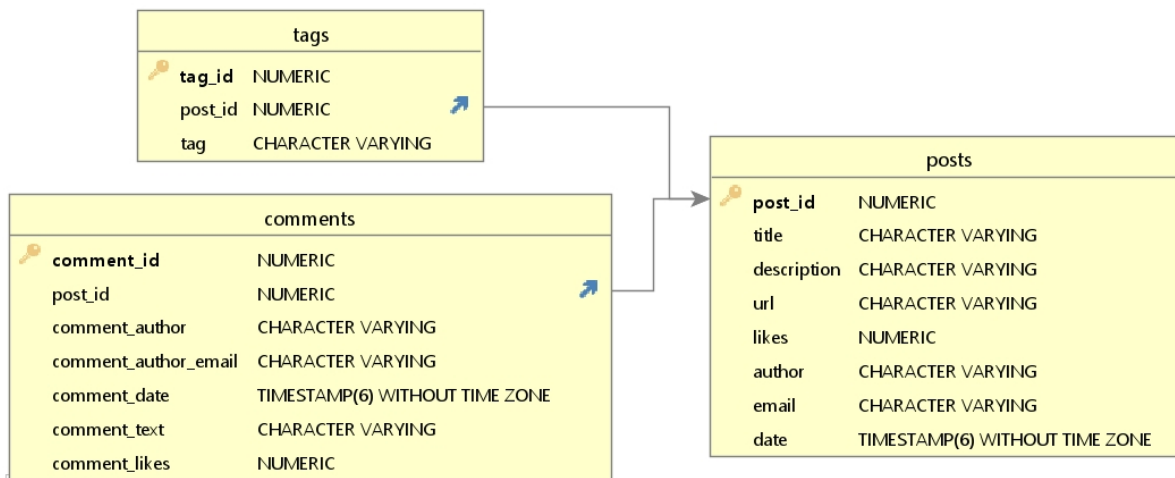 tags
tag_id NUMERIC
post_id NUMERIC
tag CHARACTER VARYING
comments
comment_id NUMERIC
post_id NUMERIC
comment_author CHARACTER VARYING
comment_author_email CHARACTER VARYING
comment_date TIMESTAMP(6) WITHOUT TIME ZONE
comment_text CHARACTER VARYING
comment_likes NUMERIC
posts
post_id NUMERIC
title CHARACTER VARYING
description CHARACTER VARYING
url CHARACTER VARYING
likes NUMERIC
author CHARACTER VARYING
email CHARACTER VARYING
date TIMESTAMP(6) WITHOUT TIME ZONE